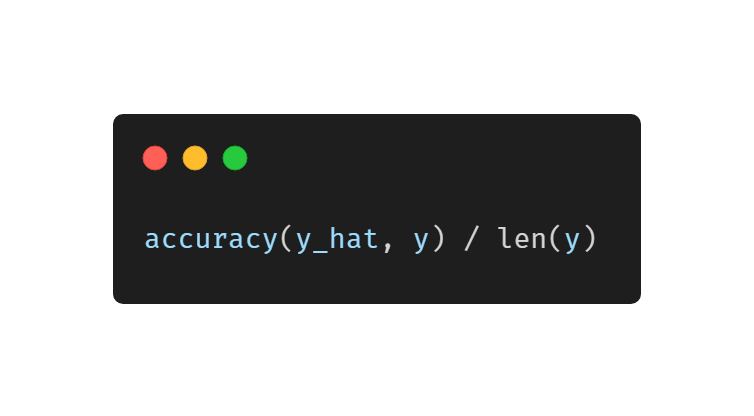 accuracy(y_hat, y) / len(y)